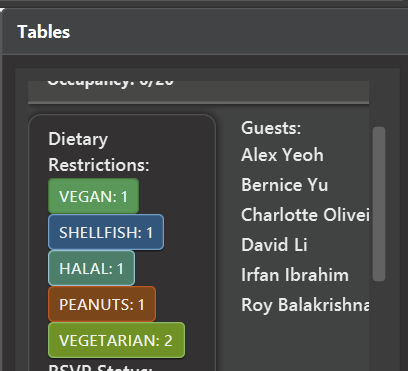 Tables
Occupancy: 6/20
Dietary
Restrictions:
VEGAN: 1
SHELLFISH: 1
HALAL: 1
PEANUTS: 1
VEGETARIAN: 2
RSVP Status:
Guests:
Alex Yeoh
Bernice Yu
Charlotte Olivei
David Li
Irfan Ibrahim
Roy Balakrishna